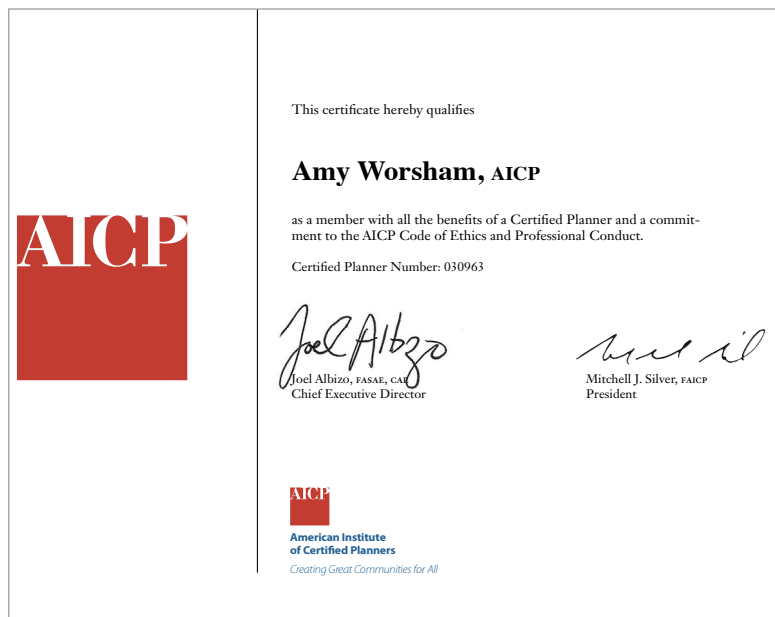 AICP
This certificate hereby qualifies
Amy Worsham, AICP
as a member with all the benefits of a Certified Planner and a commit-
ment to the AICP Code of Ethics and Professional Conduct.
Certified Planner Number: 030963
Joel Albizo
Joel Albizo, FASAE, CAE
Chief Executive Director
Mitchell J. Silver, FAICP
President
AICP
American Institute
of Certified Planners
Creating Great Communities for All